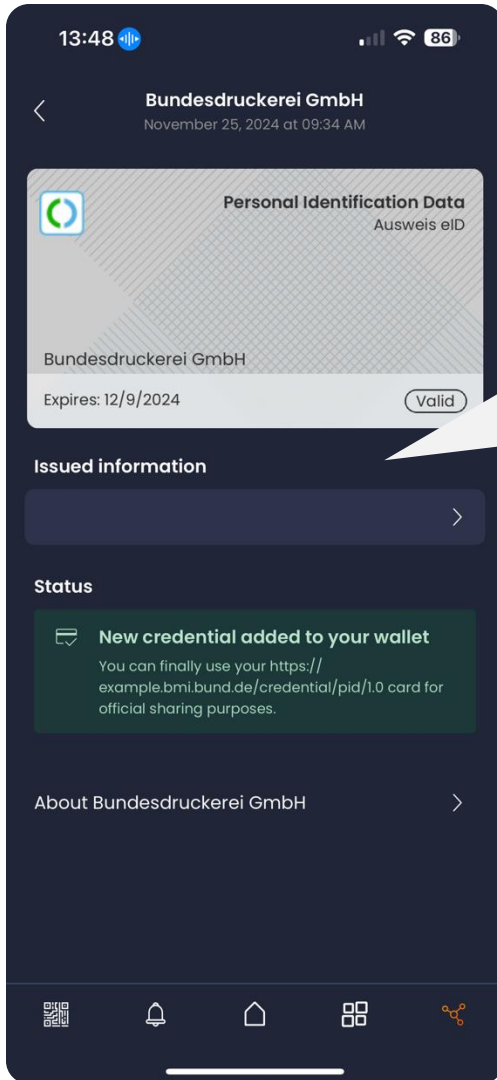 13:48
86
Bundesdruckerei GmbH
November 25, 2024 at 09:34 AM
Personal Identification Data
Ausweis eID
Bundesdruckerei GmbH
Expires: 12/9/2024
Valid
Issued information
Status
New credential added to your wallet
You can finally use your https://
example.bmi.bund.de/credential/pid/1.0 card for
official sharing purposes.
About Bundesdruckerei GmbH